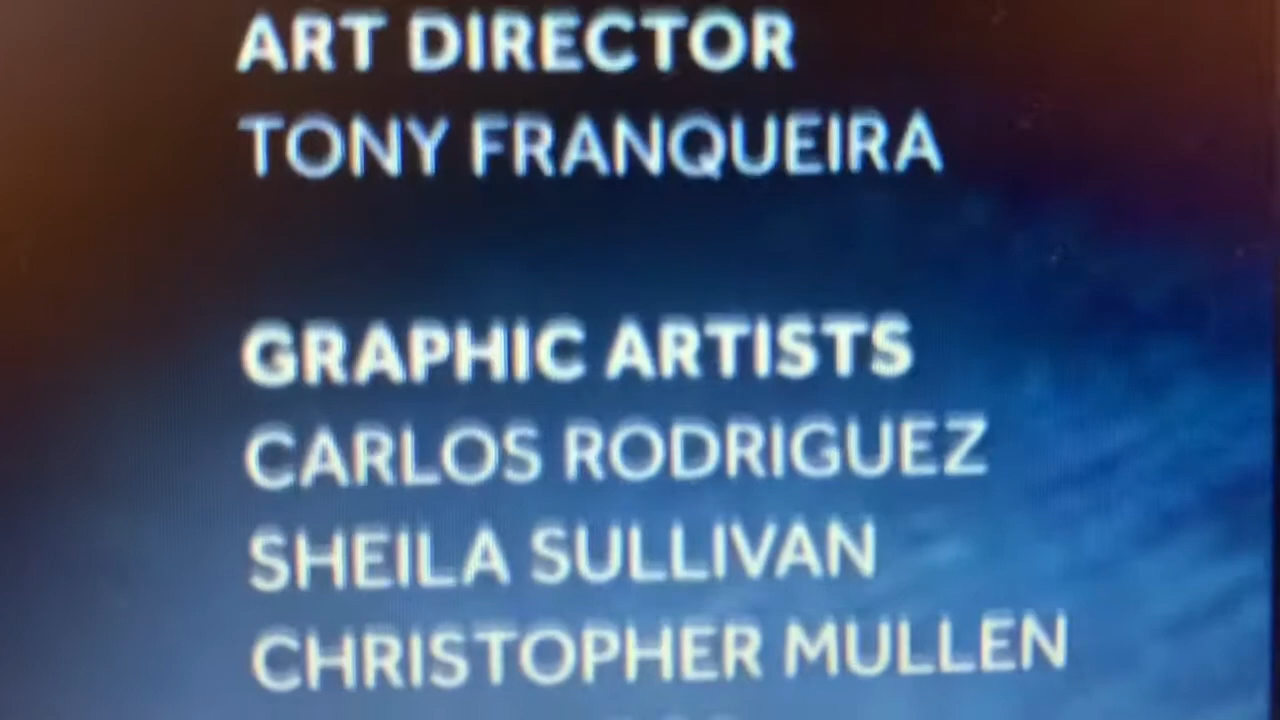 ART DIRECTOR
TONY FRANQUEIRA
GRAPHIC ARTISTS
CARLOS RODRIGUEZ
SHEILA SULLIVAN
CHRISTOPHER MULLEN